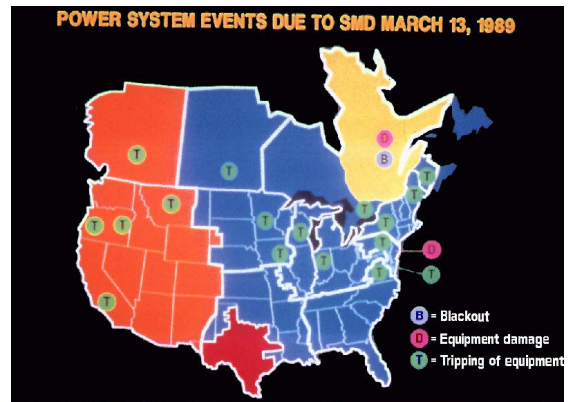 POWER SYSTEM EVENTS DUE TO SMD MARCH 13, 1989
D
T
B
T
T
T
T
T
T
T
T
T
T
T
D
T
T
T
T
T
B = Blackout
D = Equipment damage
T = Tripping of equipment